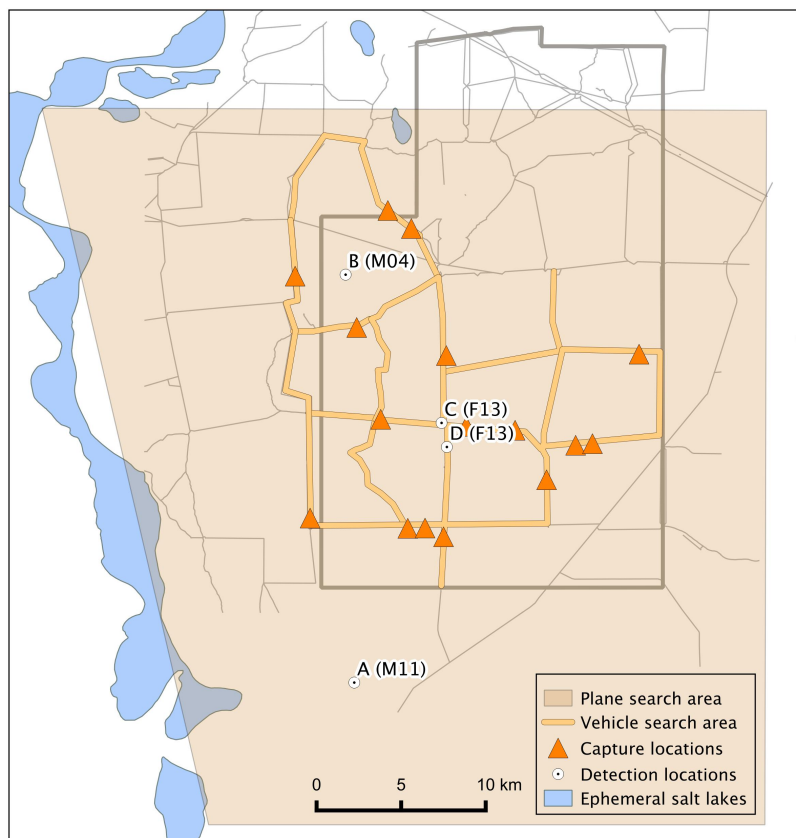 B (M04)
C (F13)
D (F13)
A (M11)
Plane search area
Vehicle search area
Capture locations
Detection locations
Ephemeral salt lakes
0 5 10 km